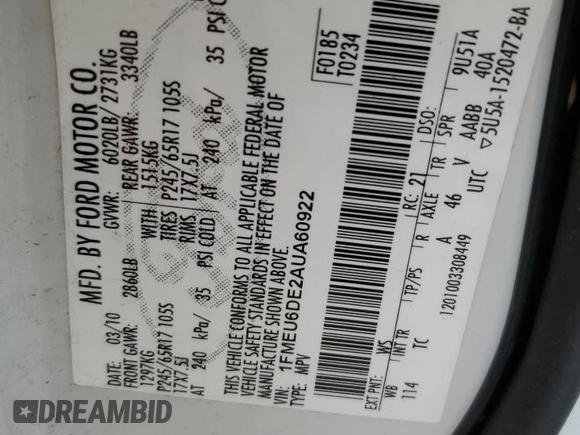 MFD. BY FORD MOTOR CO.
DATE: 03/10 GVWR: 6020LB/ 2731KG
FRONT GAWR: 2860LB REAR GAWR: 3340LB
1297KG WITH 1515KG
P245/65R17 105S TIRES P245/65R17 105S
17X7.5J RIMS 17X7.5J
AT 240 kPa/ 35 PSI COLD AT 240 kPa/ 35 PSI COLD
THIS VEHICLE CONFORMS TO ALL APPLICABLE FEDERAL MOTOR
VEHICLE SAFETY STANDARDS IN EFFECT ON THE DATE OF
MANUFACTURE SHOWN ABOVE.
VIN: 1FMEU6DE2AUA60922
TYPE: MPV
F0185
T0234
EXT PNT: WS RC: 21 DSO:
WB INT TR TP/PS R AXLE TR SPR 9U51A
114 TC A 46 V AABB 40A
1201003308449 UTC ▽5U5A-1520472-BA
DREAMBID